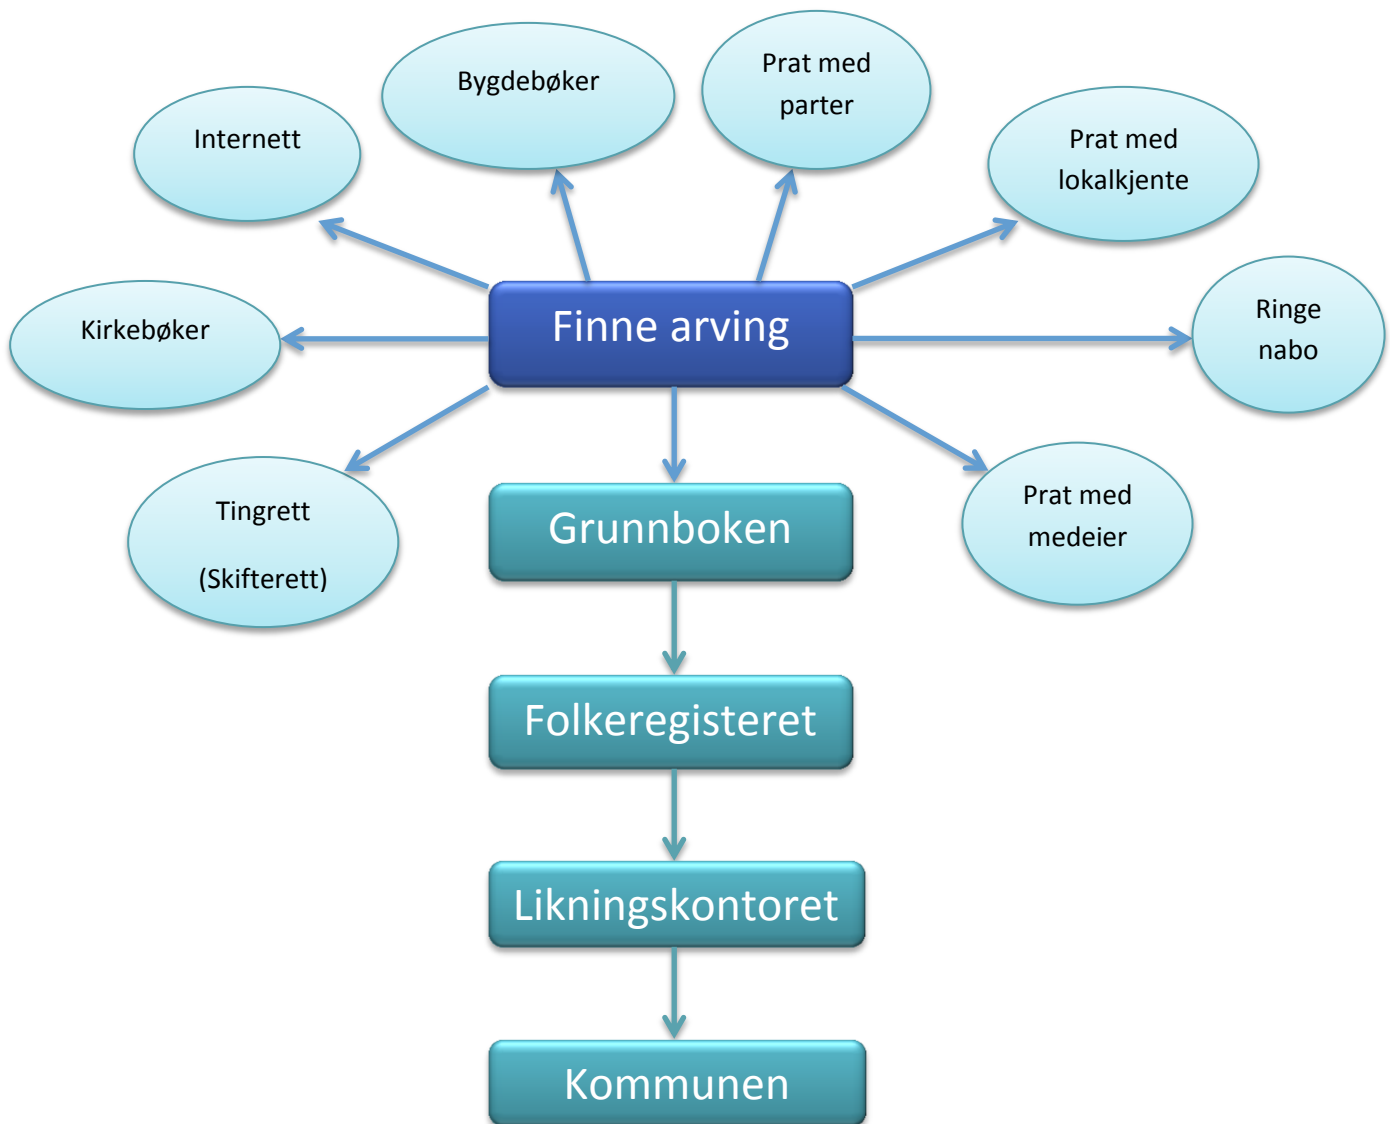 Bygdebøker
Prat med
parter
Internett
Prat med
lokalkjente
Finne arving
Kirkebøker
Ringe
nabo
Tingrett
(Skifterett)
Grunnboken
Prat med
medeier
Folkeregisteret
Likningskontoret
Kommunen